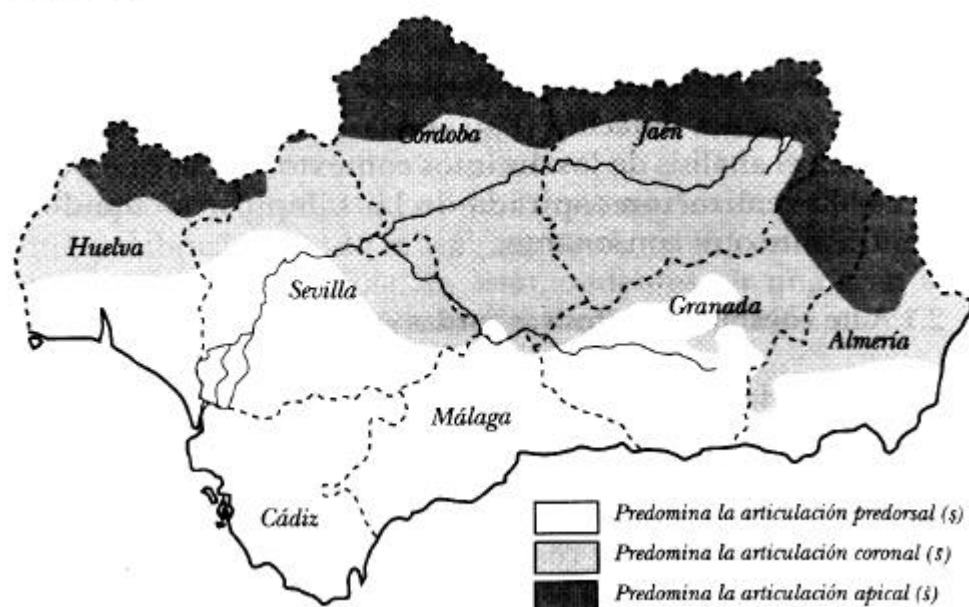 Córdoba
Jaén
Huelva
Sevilla
Granada
Almería
Málaga
Cádiz
Predomina la articulación predorsal (ș)
Predomina la articulación coronal (s)
Predomina la articulación apical (ṡ)